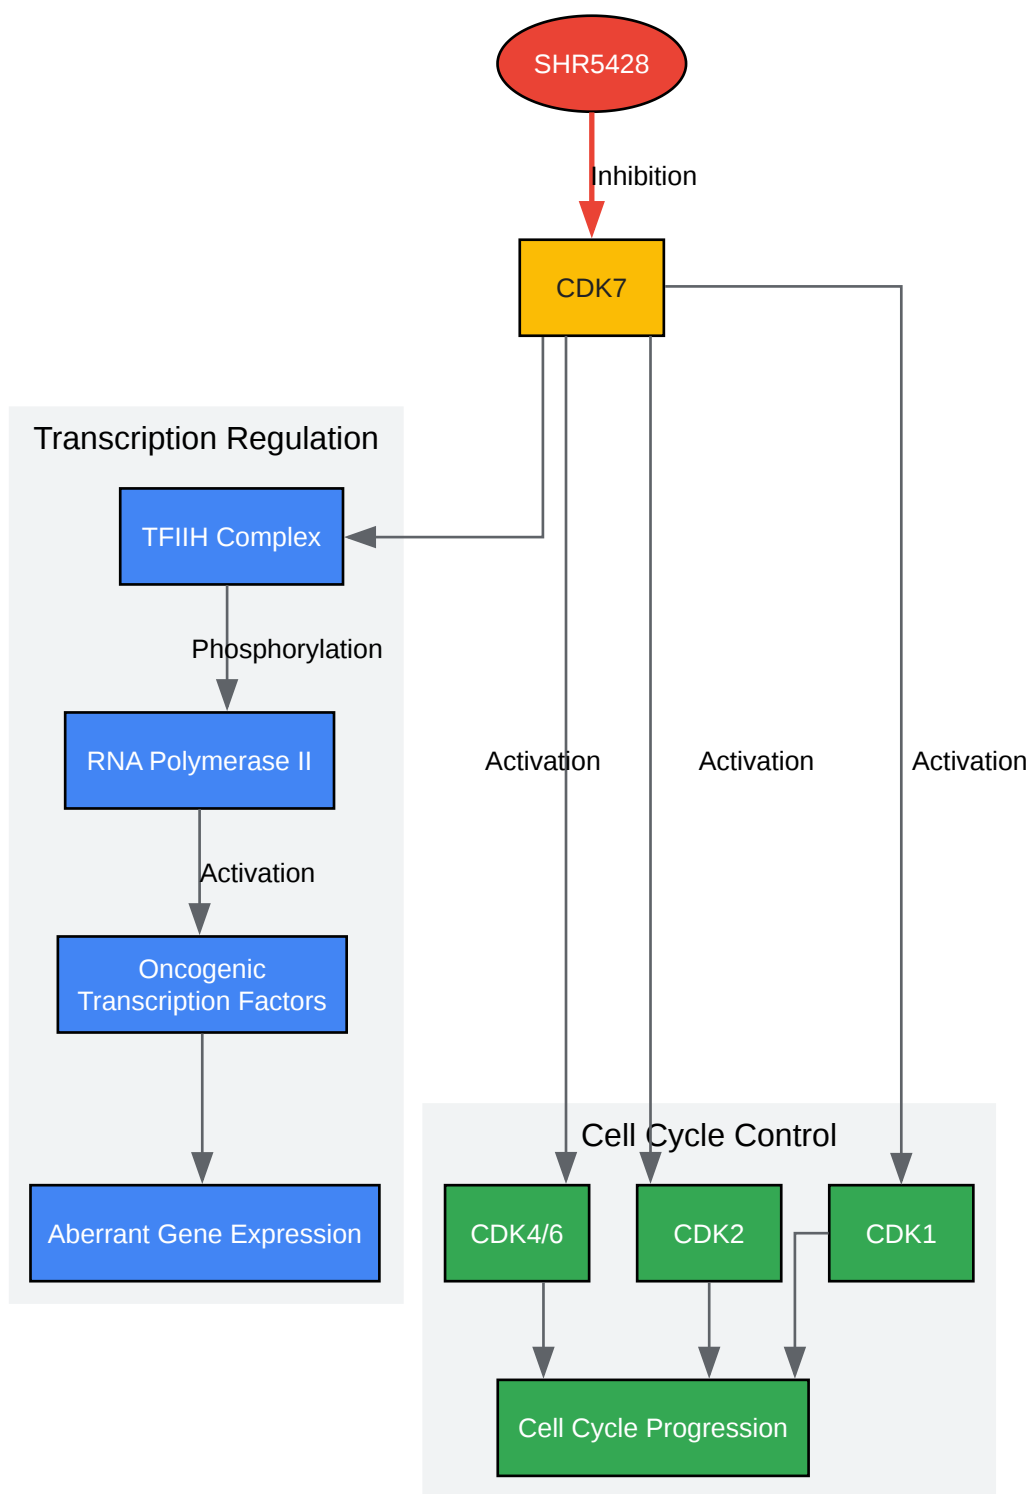 SHR5428
Inhibition
CDK7
Transcription Regulation
TFIIH Complex
Phosphorylation
RNA Polymerase II
Activation
Oncogenic
Transcription Factors
Aberrant Gene Expression
Activation
Activation
Activation
Cell Cycle Control
CDK4/6
CDK2
CDK1
Cell Cycle Progression